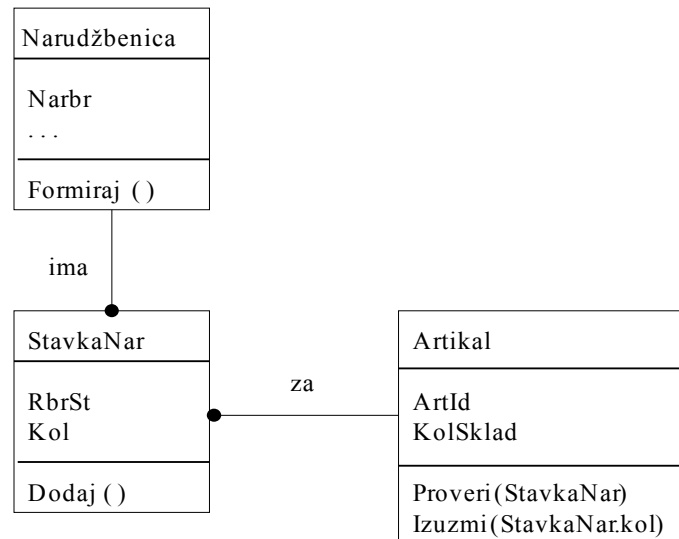 Narudžbenica
Narbr
. . .
Formiraj ( )
ima
StavkaNar
RbrSt
Kol
Dodaj ( )
za
Artikal
ArtId
KolSklad
Proveri(StavkaNar)
Izuzmi(StavkaNar.kol)